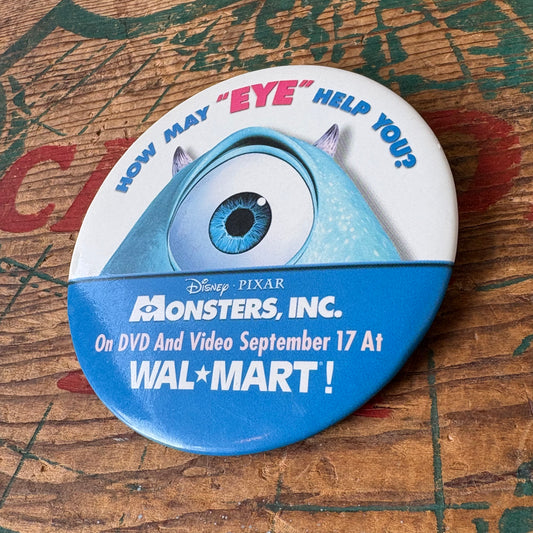 HOW MAY "EYE" HELP YOU?
Disney · PIXAR
MONSTERS, INC.
On DVD And Video September 17 At
WAL★MART!